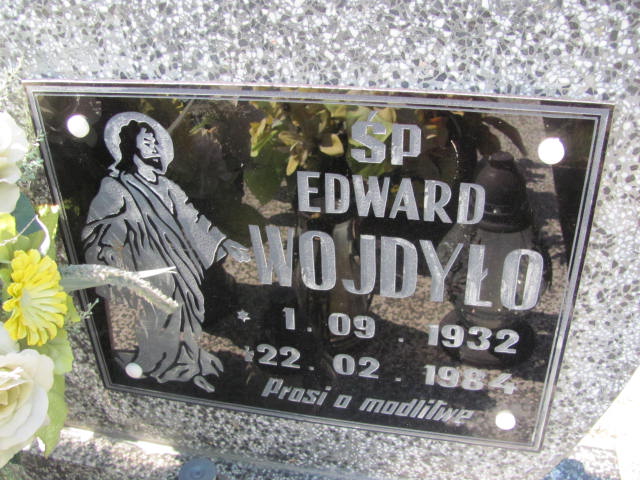 ŚP
EDWARD
WOJDYŁO
* 1.09.1932
†22.02.1984
Prosi o modlitwę